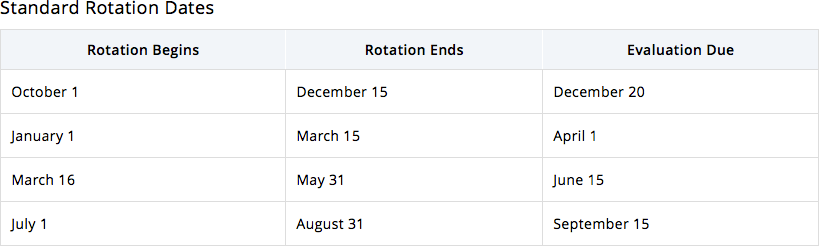 Standard Rotation Dates
Rotation Begins Rotation Ends Evaluation Due
October 1 December 15 December 20
January 1 March 15 April 1
March 16 May 31 June 15
July 1 August 31 September 15